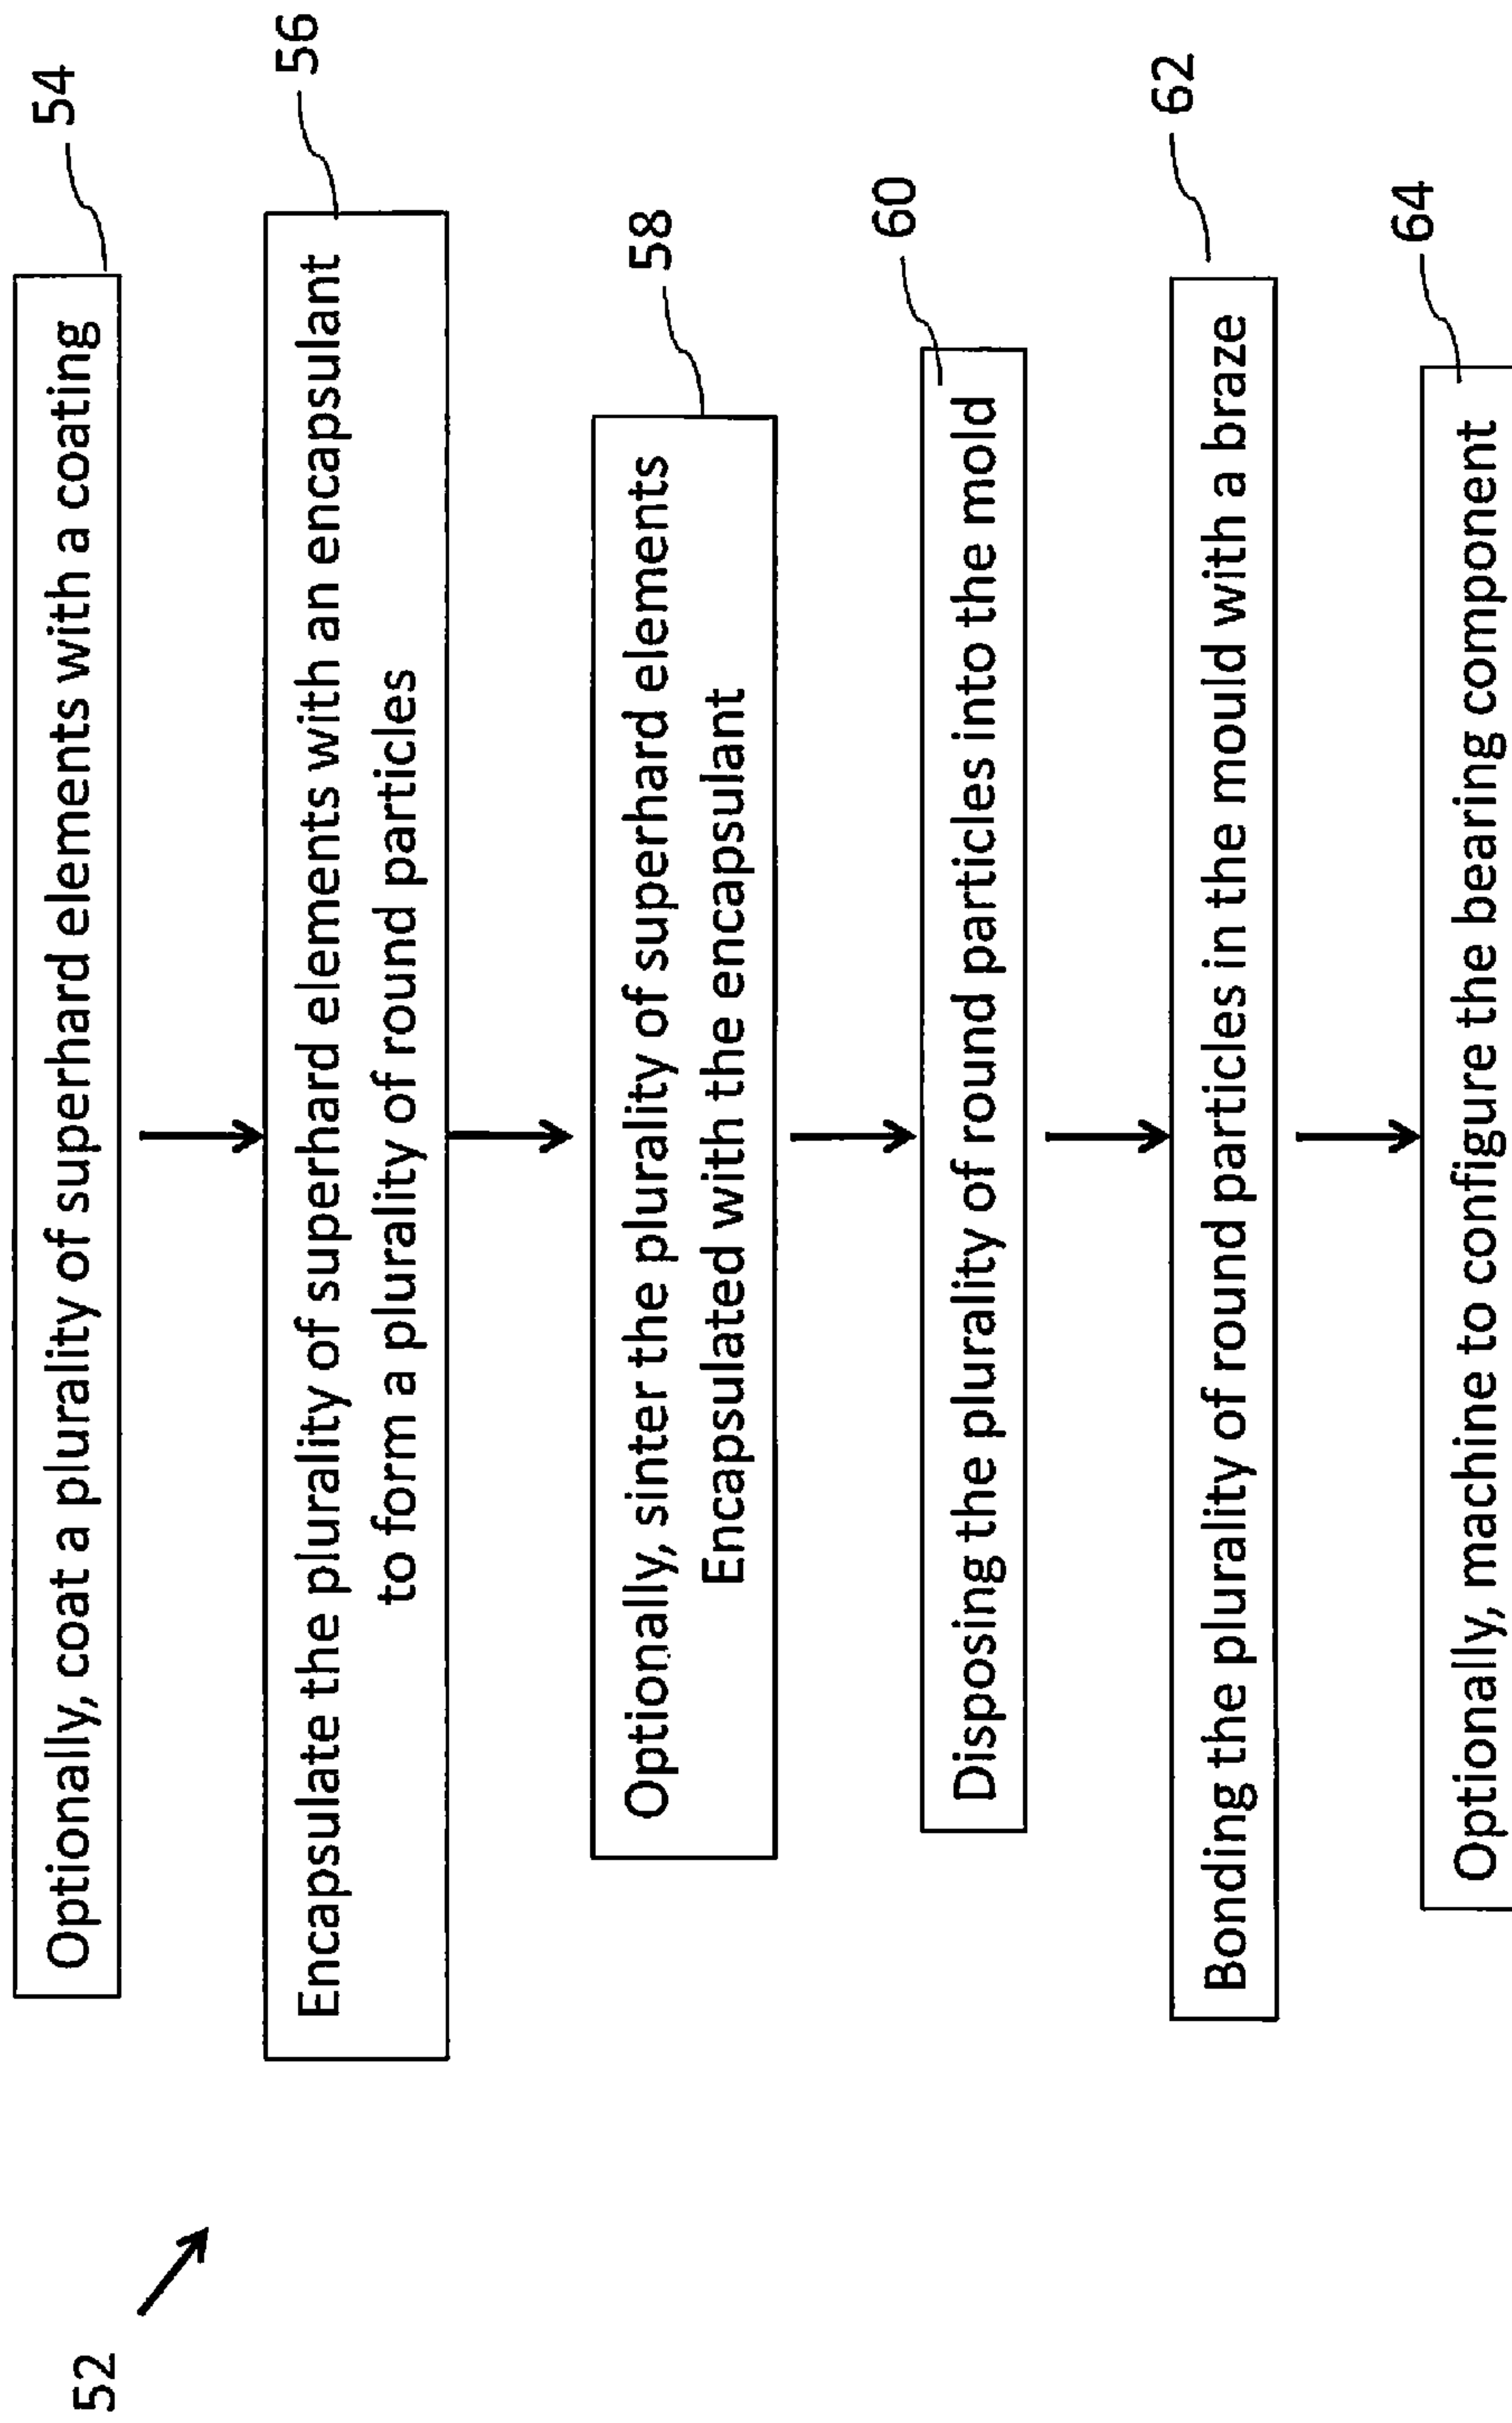 52
Optionally, coat a plurality of superhard elements with a coating
54
Encapsulate the plurality of superhard elements with an encapsulant
to form a plurality of round particles
56
Optionally, sinter the plurality of superhard elements
Encapsulated with the encapsulant
58
Disposing the plurality of round particles into the mold
60
Bonding the plurality of round particles in the mould with a braze
62
Optionally, machine to configure the bearing component
64